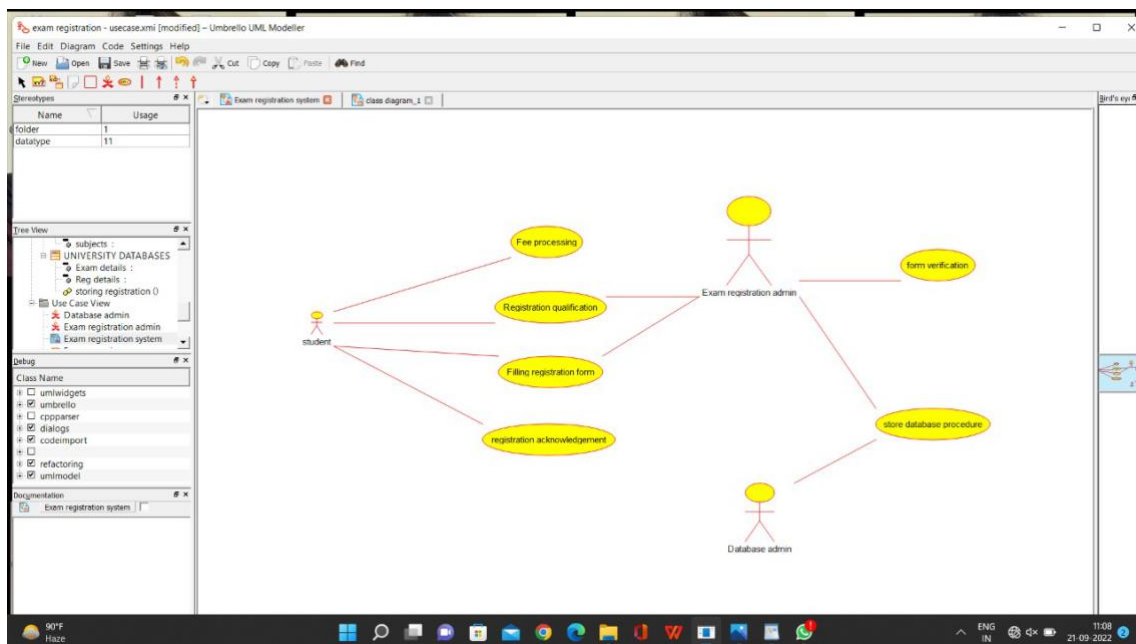 exam registration - usecase.xmi [modified] – Umbrello UML Modeller
File Edit Diagram Code Settings Help
New Open Save Cut Copy Paste Find
Stereotypes
Exam registration system class diagram_1
Bird's eye
Name Usage
folder 1
datatype 11
Tree View
subjects :
UNIVERSITY DATABASES
Exam details :
Reg details :
storing registration ()
Use Case View
Database admin
Exam registration admin
Exam registration system
Debug
Class Name
umlwidgets
umbrello
cppparser
dialogs
codeimport
refactoring
umlmodel
Documentation
Exam registration system
Fee processing
form verification
Exam registration admin
Registration qualification
student
Filling registration form
store database procedure
registration acknowledgement
Database admin
90°F
Haze
ENG
IN
11:08
21-09-2022
2